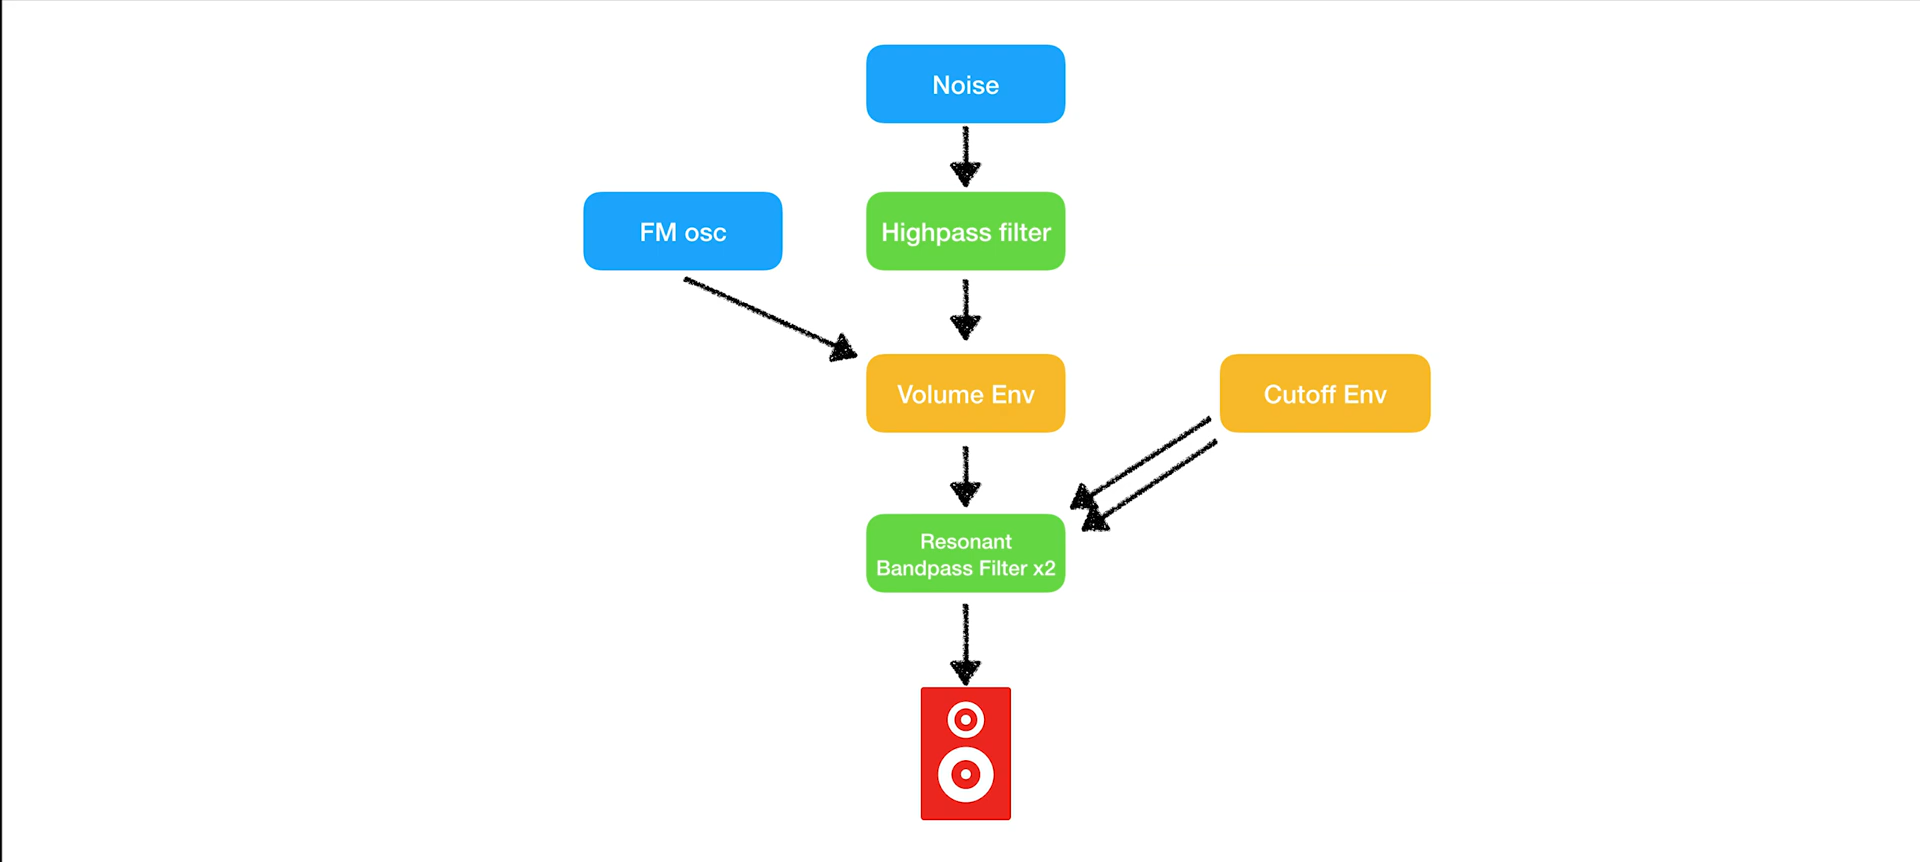 Noise
FM osc
Highpass filter
Volume Env
Cutoff Env
Resonant
Bandpass Filter x2